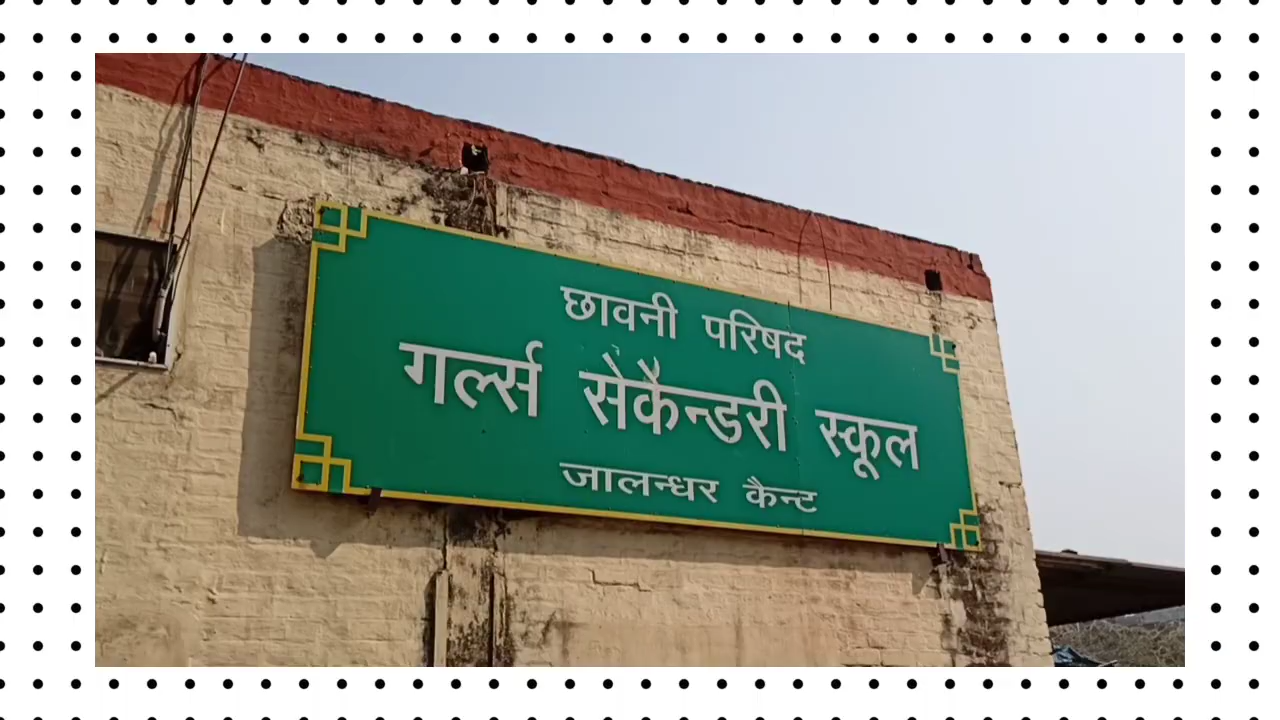 छावनी परिषद
गर्ल्स सेकैन्डरी स्कूल
जालन्धर कैन्ट